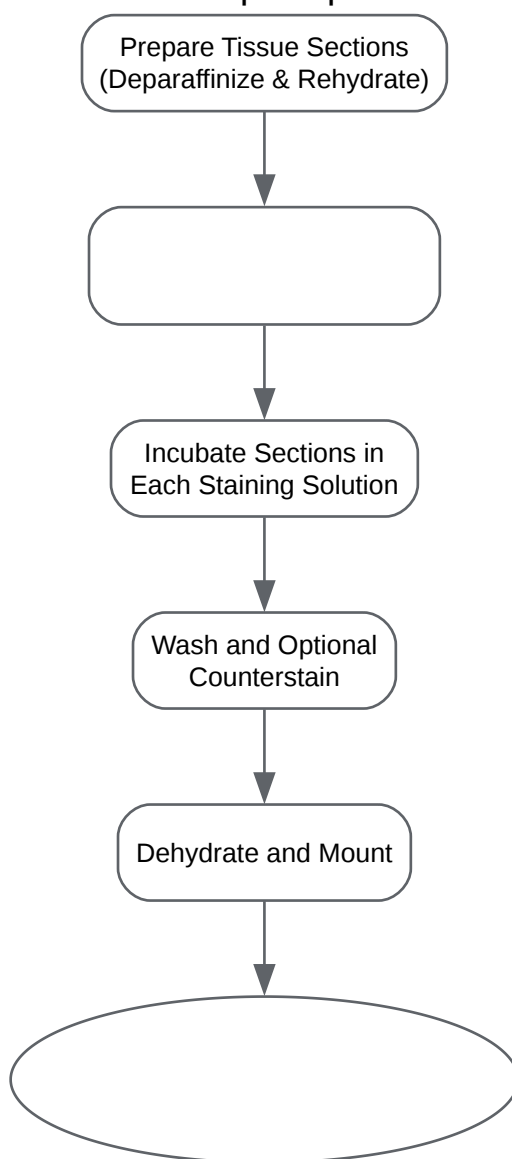 Prepare Tissue Sections
(Deparaffinize & Rehydrate)
Incubate Sections in
Each Staining Solution
Wash and Optional
Counterstain
Dehydrate and Mount